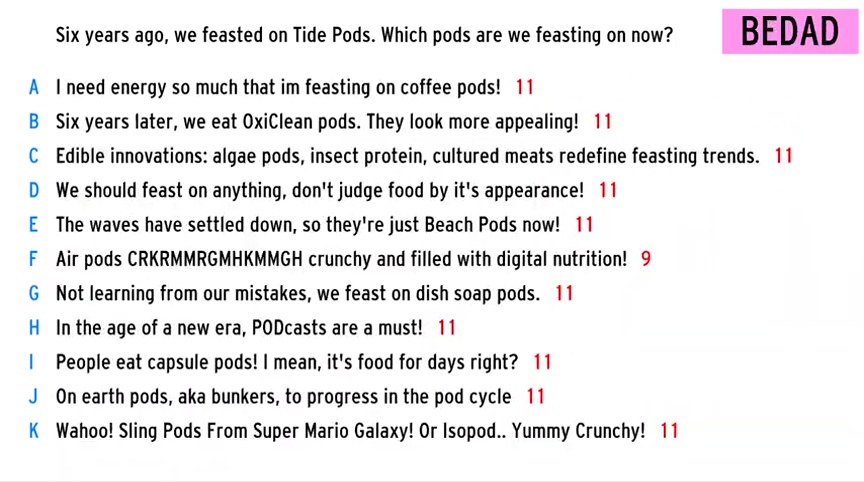 Six years ago, we feasted on Tide Pods. Which pods are we feasting on now?
BEDAD
A I need energy so much that im feasting on coffee pods! 11
B Six years later, we eat OxiClean pods. They look more appealing! 11
C Edible innovations: algae pods, insect protein, cultured meats redefine feasting trends. 11
D We should feast on anything, don't judge food by it's appearance! 11
E The waves have settled down, so they're just Beach Pods now! 11
F Air pods CRKRMMRGMHKMMGH crunchy and filled with digital nutrition! 9
G Not learning from our mistakes, we feast on dish soap pods. 11
H In the age of a new era, PODcasts are a must! 11
I People eat capsule pods! I mean, it's food for days right? 11
J On earth pods, aka bunkers, to progress in the pod cycle 11
K Wahoo! Sling Pods From Super Mario Galaxy! Or Isopod.. Yummy Crunchy! 11